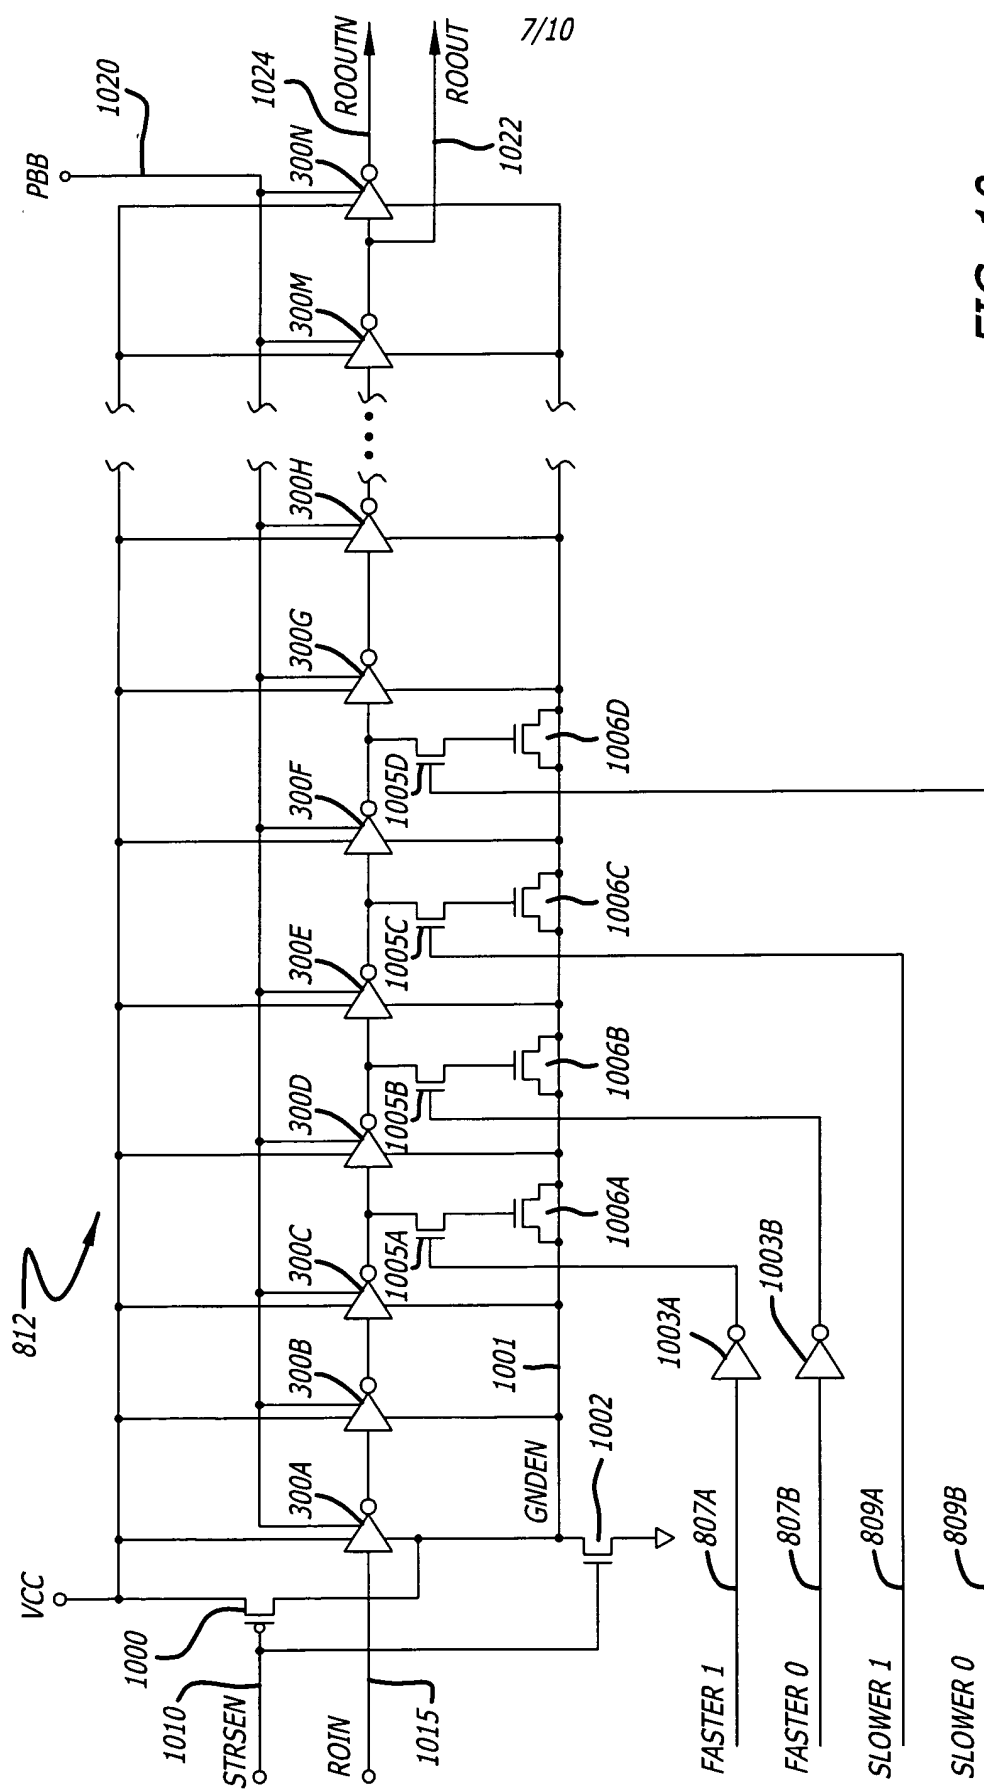 7/10
812
VCC
PBB
1020
1000
1010
STRSEN
ROIN
1015
300A
300B
300C
300D
300E
300F
300G
300H
300M
300N
1024
ROOUTN
ROOUT
1022
GNDEN
1001
1002
1005A
1005B
1005C
1005D
1006A
1006B
1006C
1006D
1003A
1003B
FASTER 1
807A
FASTER 0
807B
SLOWER 1
809A
SLOWER 0
809B